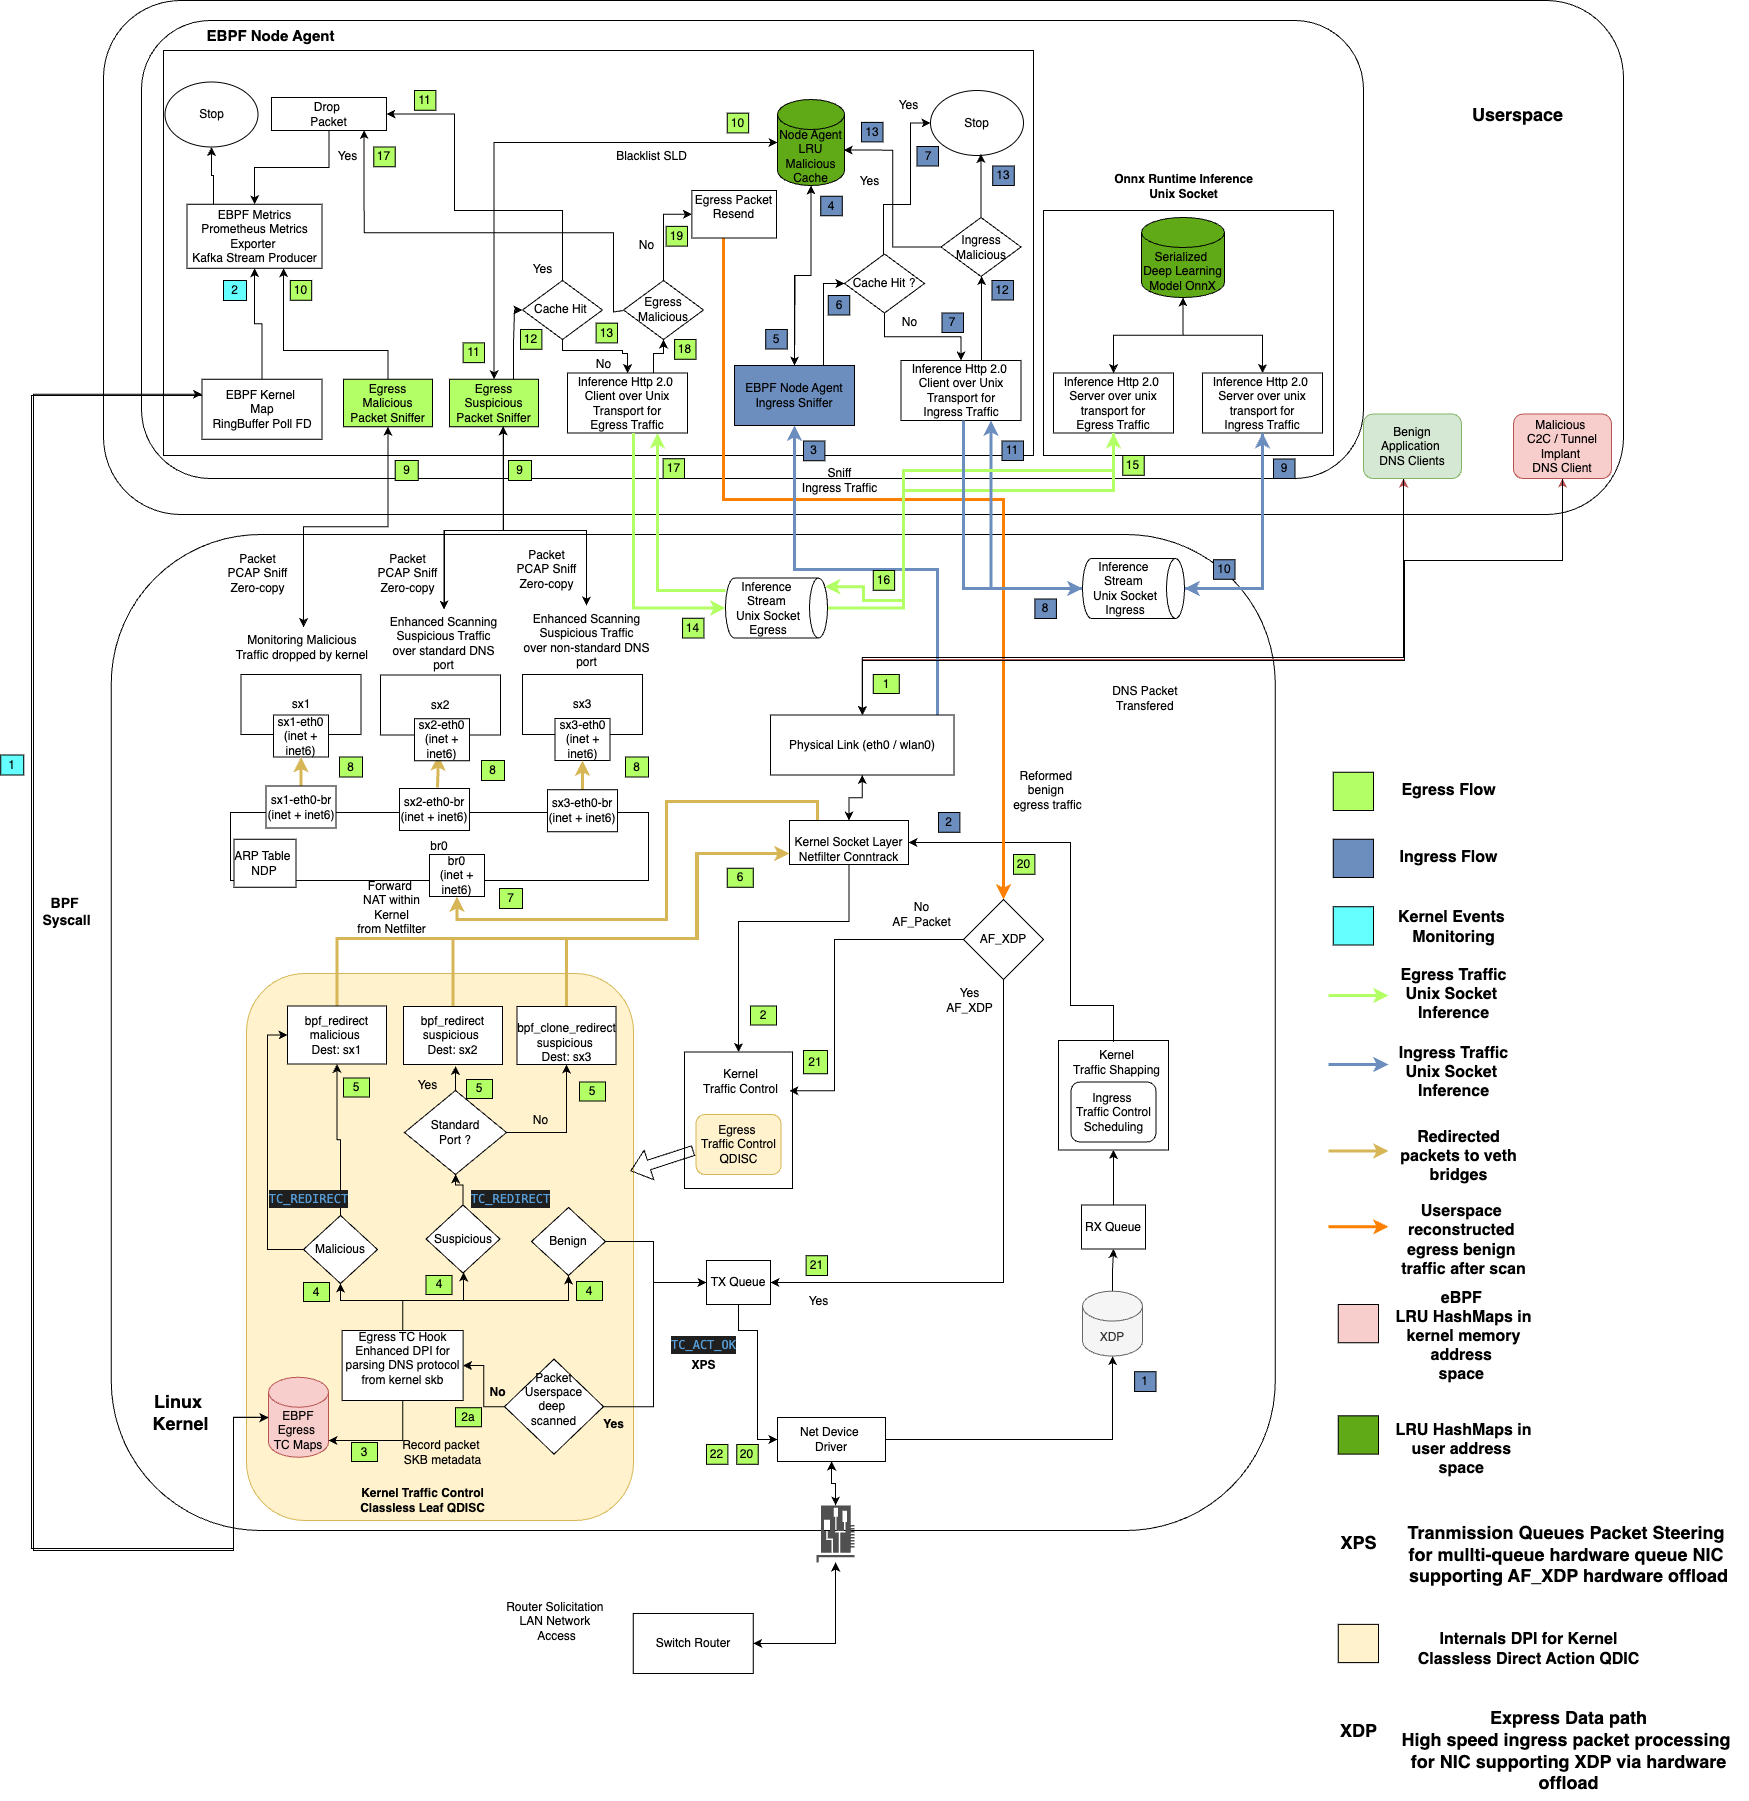 EBPF Node Agent
Userspace
Stop
Drop
Packet
11
Yes
17
10
Blacklist SLD
Node Agent
LRU
Malicious
Cache
13
Yes
7
Stop
13
Yes
4
Onnx Runtime Inference
Unix Socket
EBPF Metrics
Prometheus Metrics
Exporter
Kafka Stream Producer
Egress Packet
Resend
19
No
Ingress
Malicious
Serialized
Deep Learning
Model OnnX
2
10
Yes
Cache Hit
Egress
Malicious
Cache Hit ?
6
12
13
12
No
7
11
18
5
No
EBPF Kernel
Map
RingBuffer Poll FD
Egress
Malicious
Packet Sniffer
Egress
Suspicious
Packet Sniffer
Inference Http 2.0
Client over Unix
Transport for
Egress Traffic
EBPF Node Agent
Ingress Sniffer
Inference Http 2.0
Client over Unix
Transport for
Ingress Traffic
Inference Http 2.0
Server over unix
transport for
Egress Traffic
Inference Http 2.0
Server over unix
transport for
Ingress Traffic
Benign
Application
DNS Clients
Malicious
C2C / Tunnel
Implant
DNS Client
9
9
17
3
11
15
9
Sniff
Ingress Traffic
Packet
PCAP Sniff
Zero-copy
Packet
PCAP Sniff
Zero-copy
Packet
PCAP Sniff
Zero-copy
16
10
Inference
Stream
Unix Socket
Egress
Inference
Stream
Unix Socket
Ingress
8
14
Monitoring Malicious
Traffic dropped by kernel
Enhanced Scanning
Suspicious Traffic
over standard DNS
port
Enhanced Scanning
Suspicious Traffic
over non-standard DNS
port
1
DNS Packet
Transfered
sx1
sx1-eth0
(inet +
inet6)
sx2
sx2-eth0
(inet +
inet6)
sx3
sx3-eth0
(inet +
inet6)
Physical Link (eth0 / wlan0)
1
8
8
8
Reformed
benign
egress traffic
sx1-eth0-br
(inet + inet6)
sx2-eth0-br
(inet + inet6)
sx3-eth0-br
(inet + inet6)
Kernel Socket Layer
Netfilter Conntrack
2
20
ARP Table
NDP
br0
br0
(inet +
inet6)
6
7
Forward
NAT within
Kernel
from Netfilter
BPF
Syscall
No
AF_Packet
AF_XDP
Yes
AF_XDP
bpf_redirect
malicious
Dest: sx1
bpf_redirect
suspicious
Dest: sx2
bpf_clone_redirect
suspicious
Dest: sx3
2
21
5
Yes
5
5
Kernel
Traffic Control
Egress
Traffic Control
QDISC
Kernel
Traffic Shapping
Ingress
Traffic Control
Scheduling
Standard
Port ?
No
TC_REDIRECT
TC_REDIRECT
Malicious
Suspicious
Benign
RX Queue
4
4
4
TX Queue
21
Yes
XDP
TC_ACT_OK
XPS
Egress TC Hook
Enhanced DPI for
parsing DNS protocol
from kernel skb
Packet
Userspace
deep
scanned
No
Yes
2a
1
Linux
Kernel
EBPF
Egress
TC Maps
3
Record packet
SKB metadata
22
20
Net Device
Driver
Kernel Traffic Control
Classless Leaf QDISC
Router Solicitation
LAN Network
Access
Switch Router
Egress Flow
Ingress Flow
Kernel Events
Monitoring
Egress Traffic
Unix Socket
Inference
Ingress Traffic
Unix Socket
Inference
Redirected
packets to veth
bridges
Userspace
reconstructed
egress benign
traffic after scan
eBPF
LRU HashMaps in
kernel memory
address
space
LRU HashMaps in
user address
space
XPS
Tranmission Queues Packet Steering
for mullti-queue hardware queue NIC
supporting AF_XDP hardware offload
Internals DPI for Kernel
Classless Direct Action QDIC
XDP
Express Data path
High speed ingress packet processing
for NIC supporting XDP via hardware
offload